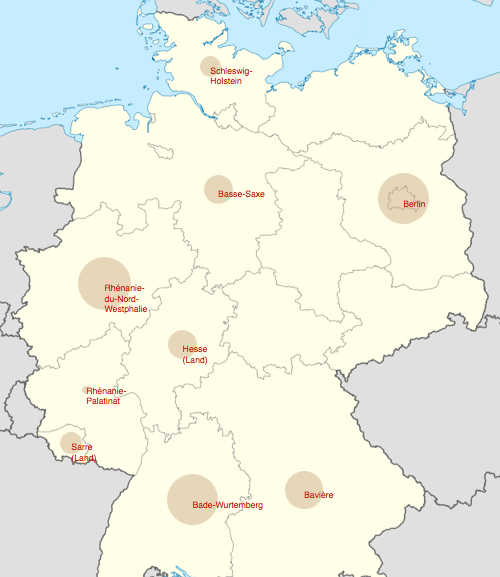 Schleswig-
Holstein
Basse-Saxe
Berlin
Rhénanie-
du-Nord-
Westphalie
Hesse
(Land)
Rhénanie-
Palatinat
Sarre
(Land)
Bade-Wurtemberg
Bavière